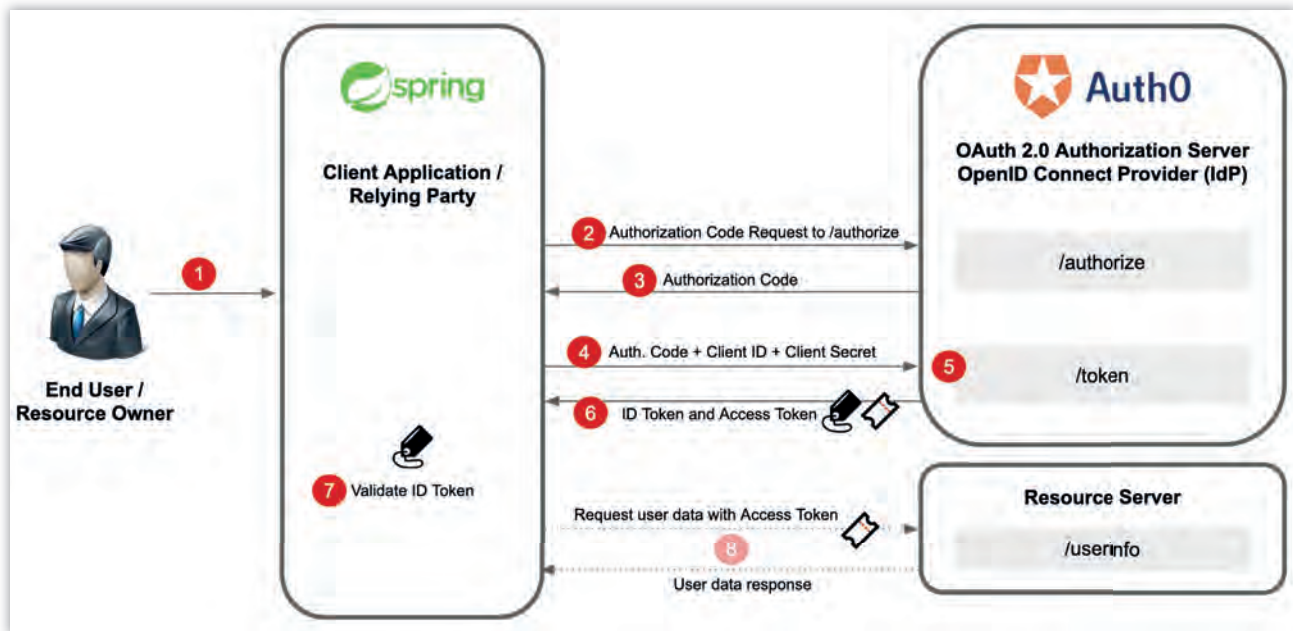 spring
Auth0
Client Application /
Relying Party
OAuth 2.0 Authorization Server
OpenID Connect Provider (IdP)
2 Authorization Code Request to /authorize
/authorize
1
3 Authorization Code
4 Auth. Code + Client ID + Client Secret
5
/token
End User /
Resource Owner
6 ID Token and Access Token
7 Validate ID Token
Resource Server
Request user data with Access Token
8
/userinfo
User data response